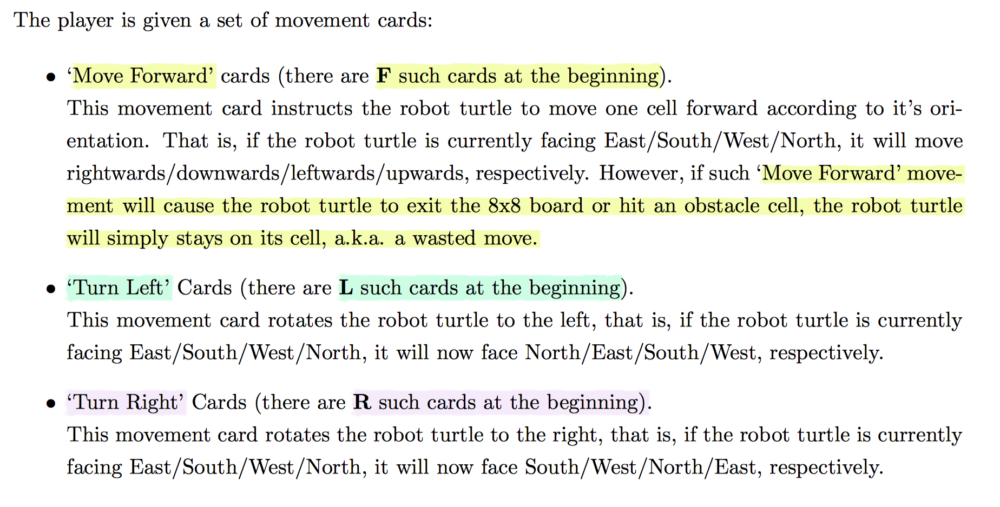 The player is given a set of movement cards:
• ‘Move Forward’ cards (there are F such cards at the beginning).
This movement card instructs the robot turtle to move one cell forward according to it’s ori-
entation. That is, if the robot turtle is currently facing East/South/West/North, it will move
rightwards/downwards/leftwards/upwards, respectively. However, if such ‘Move Forward’ move-
ment will cause the robot turtle to exit the 8x8 board or hit an obstacle cell, the robot turtle
will simply stays on its cell, a.k.a. a wasted move.
• ‘Turn Left’ Cards (there are L such cards at the beginning).
This movement card rotates the robot turtle to the left, that is, if the robot turtle is currently
facing East/South/West/North, it will now face North/East/South/West, respectively.
• ‘Turn Right’ Cards (there are R such cards at the beginning).
This movement card rotates the robot turtle to the right, that is, if the robot turtle is currently
facing East/South/West/North, it will now face South/West/North/East, respectively.